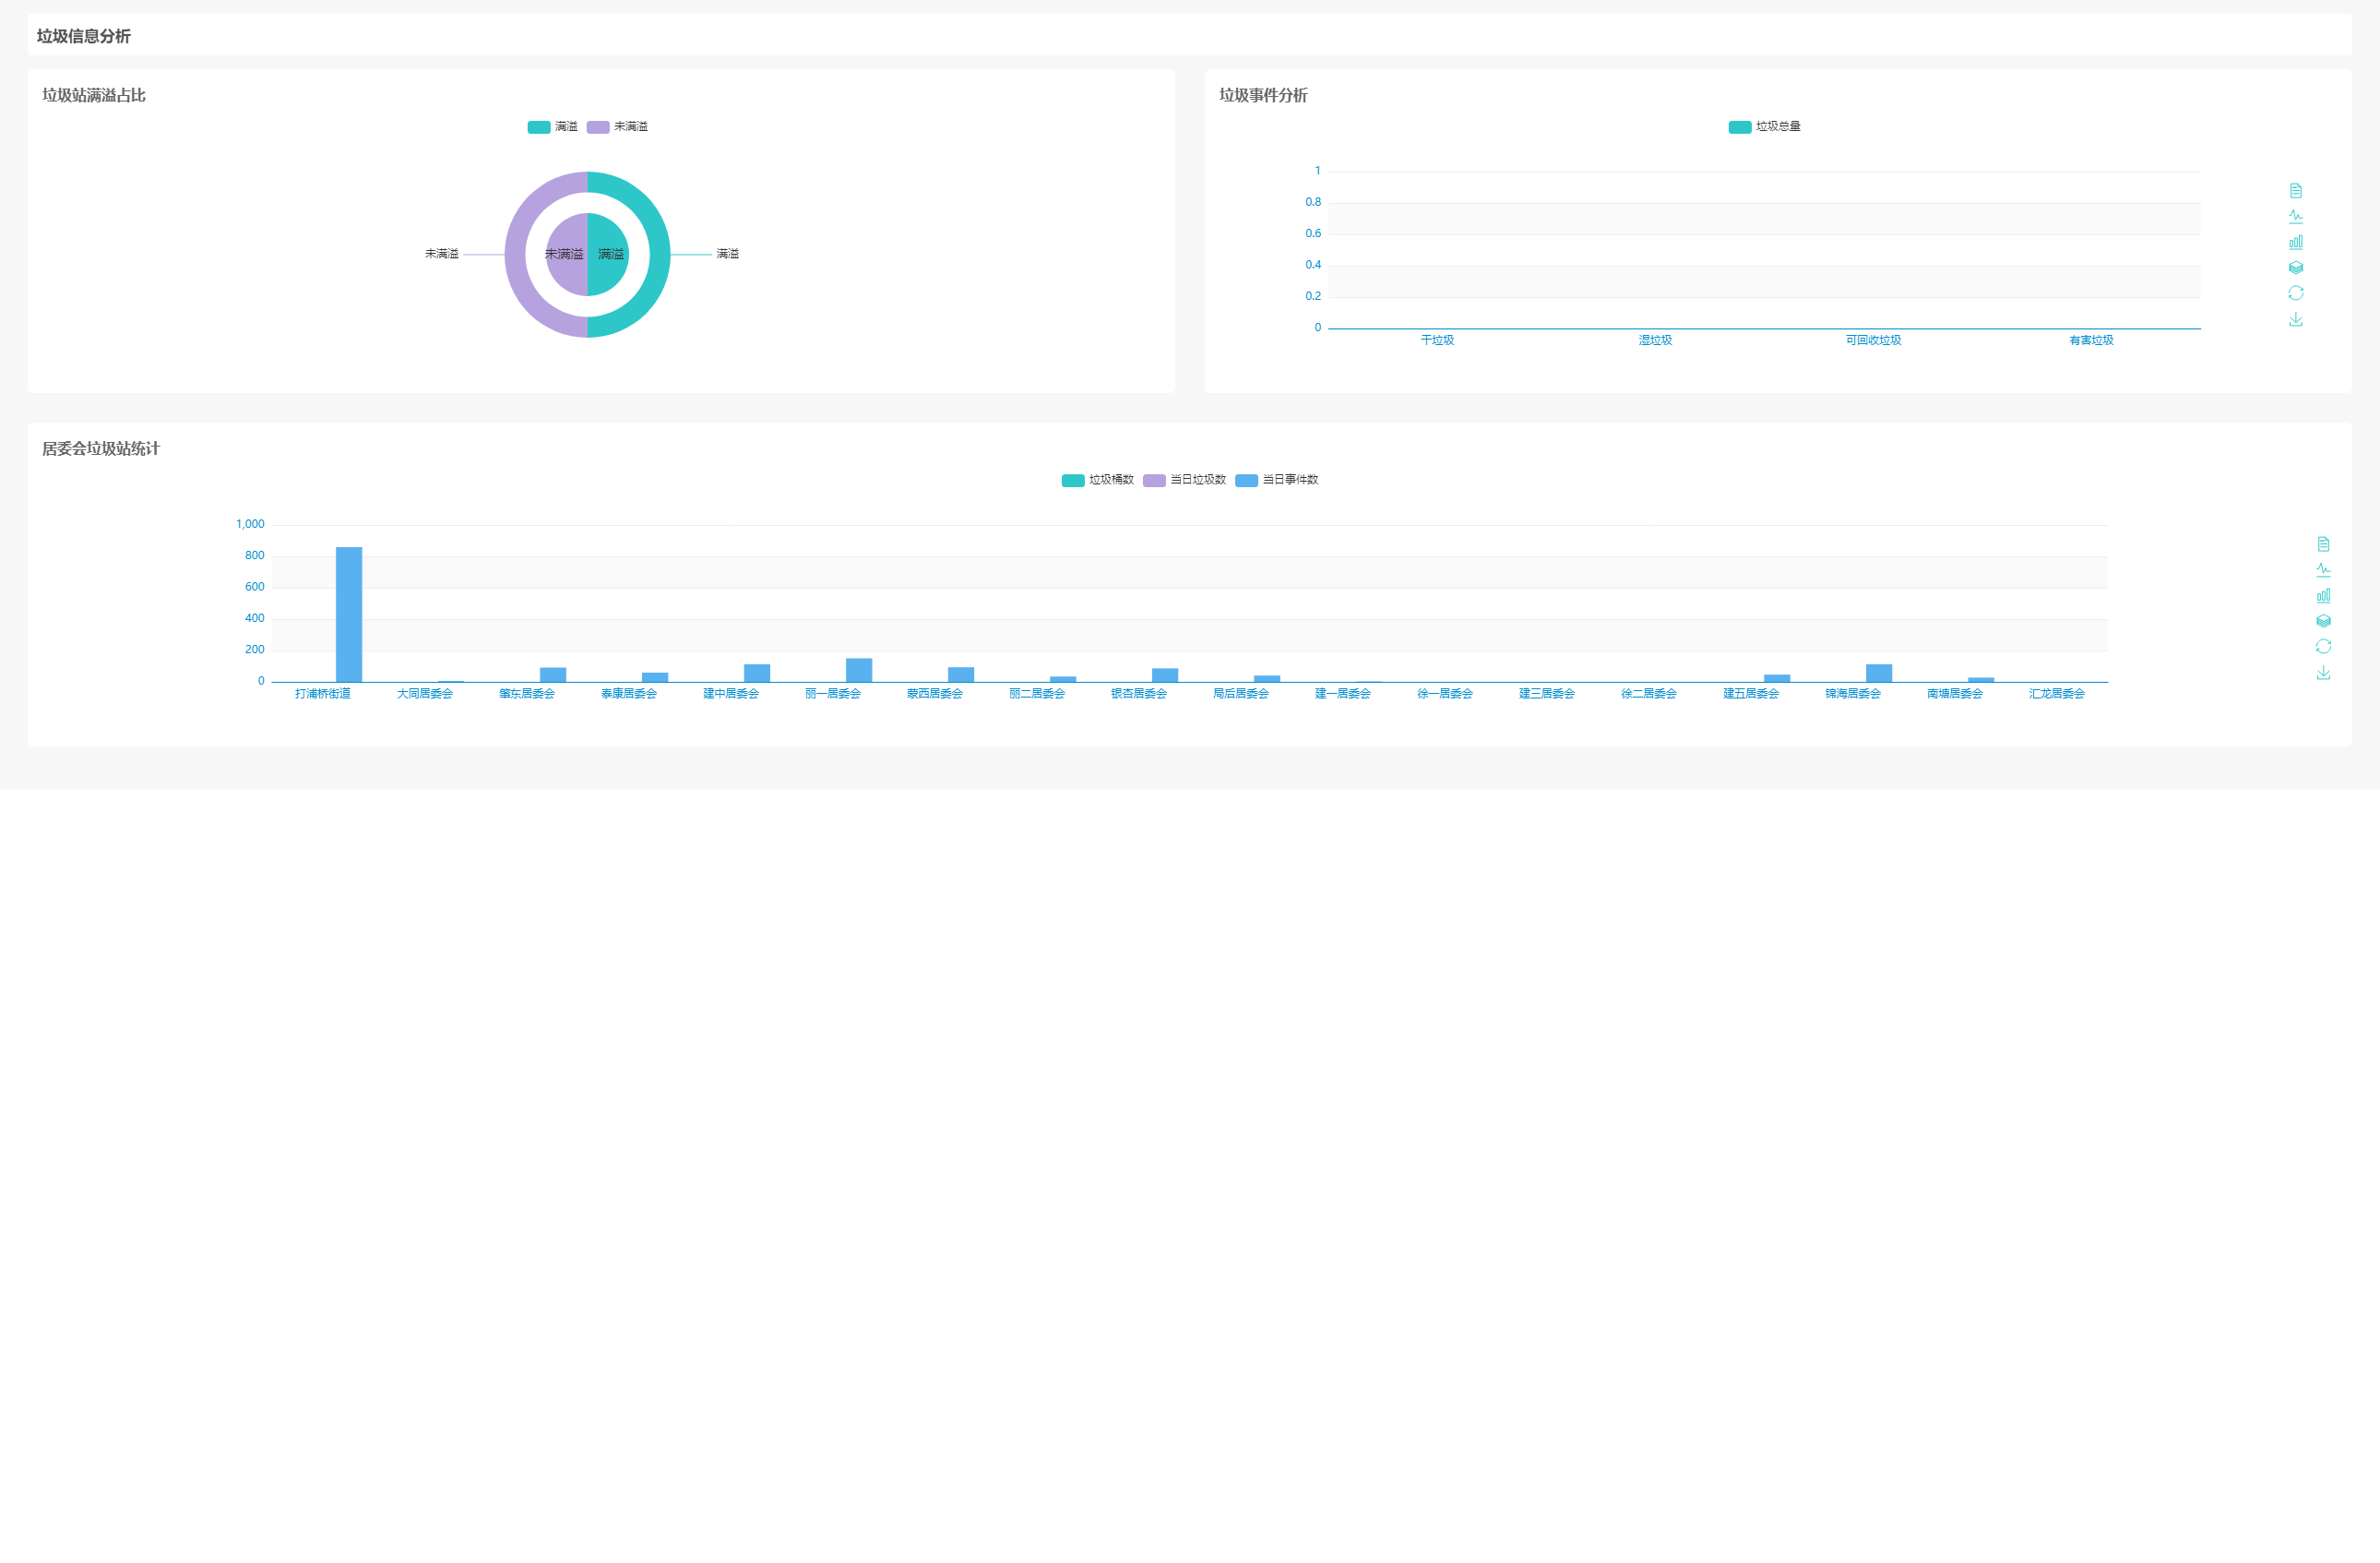 垃圾信息分析
垃圾站满溢占比
满溢 未满溢
未满溢 未满溢 满溢 满溢
垃圾事件分析
垃圾总量
1
0.8
0.6
0.4
0.2
0
干垃圾 湿垃圾 可回收垃圾 有害垃圾
居委会垃圾站统计
垃圾桶数 当日垃圾数 当日事件数
1,000
800
600
400
200
0
打浦桥街道 大同居委会 肇东居委会 泰康居委会 建中居委会 丽一居委会 蒙西居委会 丽二居委会 银杏居委会 局后居委会 建一居委会 徐一居委会 建三居委会 徐二居委会 建五居委会 锦海居委会 南塘居委会 汇龙居委会